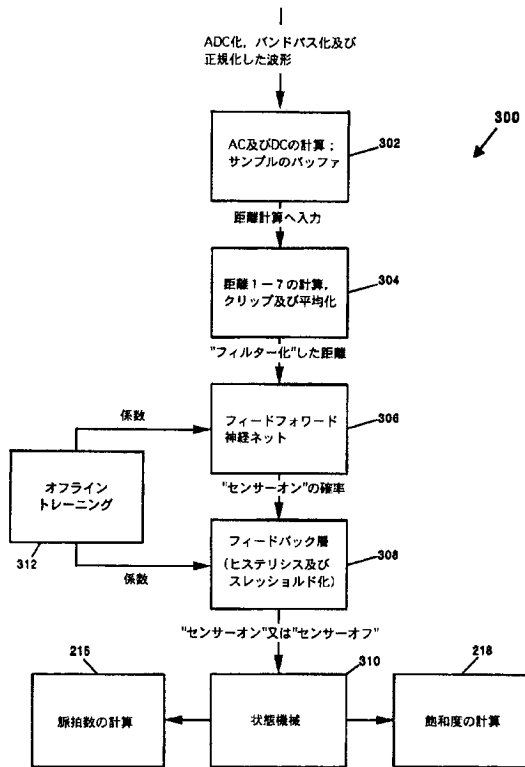 ADC化，バンドパス化及び
正規化した波形
300
AC及びDCの計算；
サンプルのバッファ
302
距離計算へ入力
距離1－7の計算，
クリップ及び平均化
304
"フィルター化"した距離
係数
フィードフォワード
神経ネット
306
オフライン
トレーニング
312
"センサーオン"の確率
フィードバック層
(ヒステリシス及び
スレッショルド化)
308
係数
"センサーオン"又は"センサーオフ"
215
310
218
脈拍数の計算
状態機械
飽和度の計算